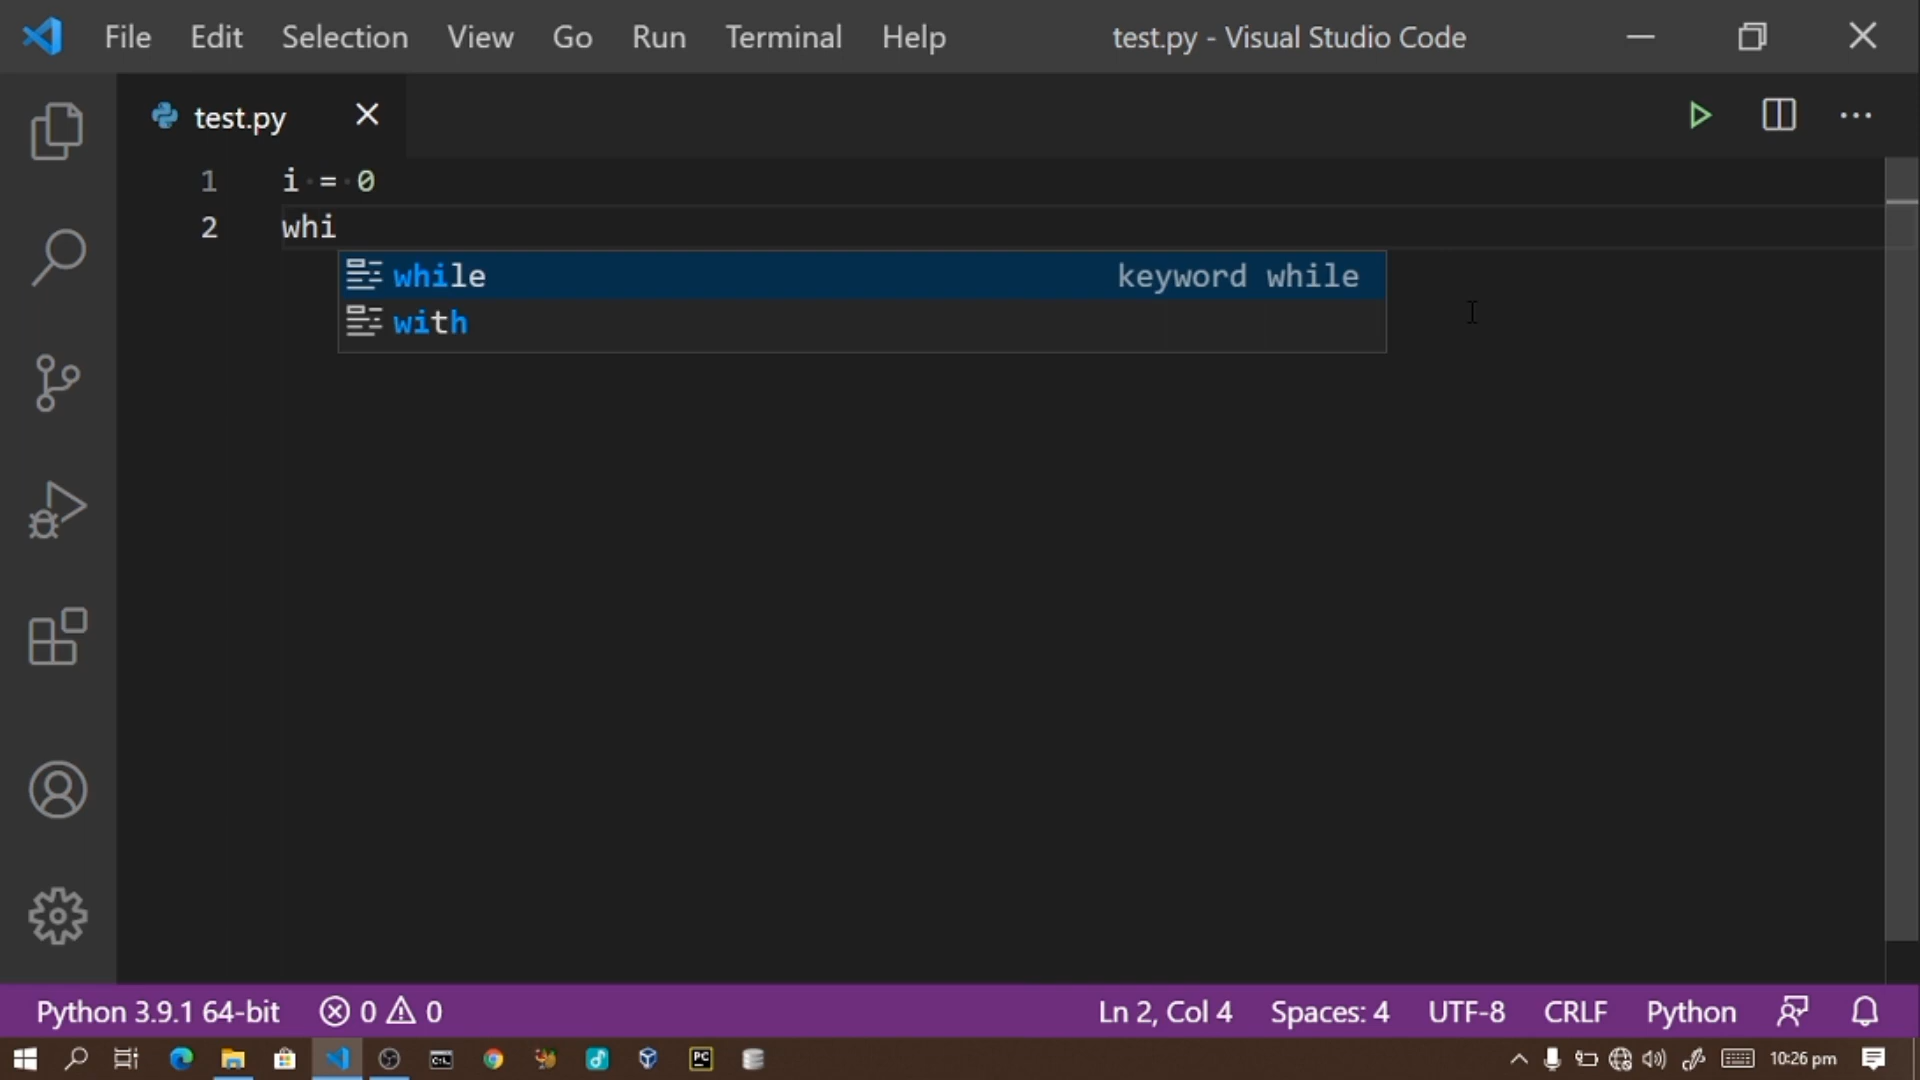 File Edit Selection View Go Run Terminal Help test.py - Visual Studio Code
test.py
1 i = 0
2 whi
while keyword while
with
Python 3.9.1 64-bit 0 0 Ln 2, Col 4 Spaces: 4 UTF-8 CRLF Python
10:26 pm